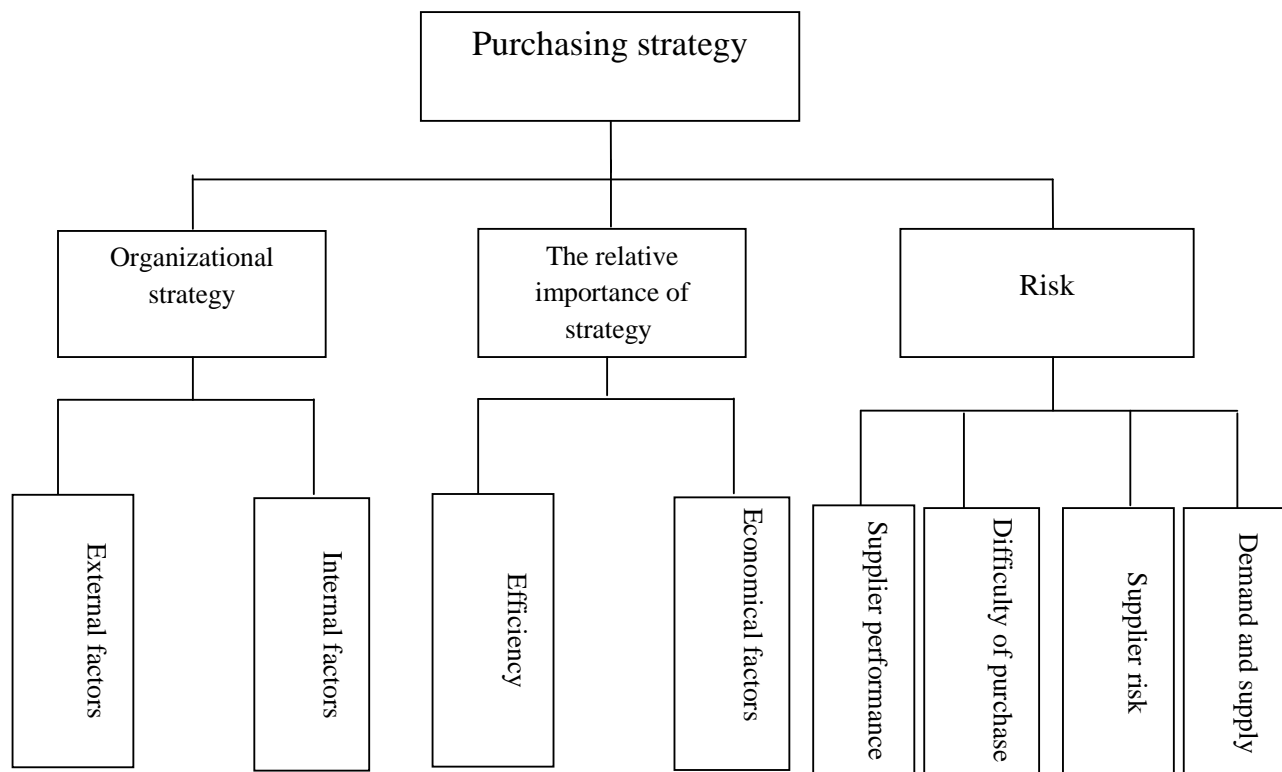 Purchasing strategy
Organizational
strategy
The relative
importance of
strategy
Risk
External factors
Internal factors
Efficiency
Economical factors
Supplier performance
Difficulty of purchase
Supplier risk
Demand and supply